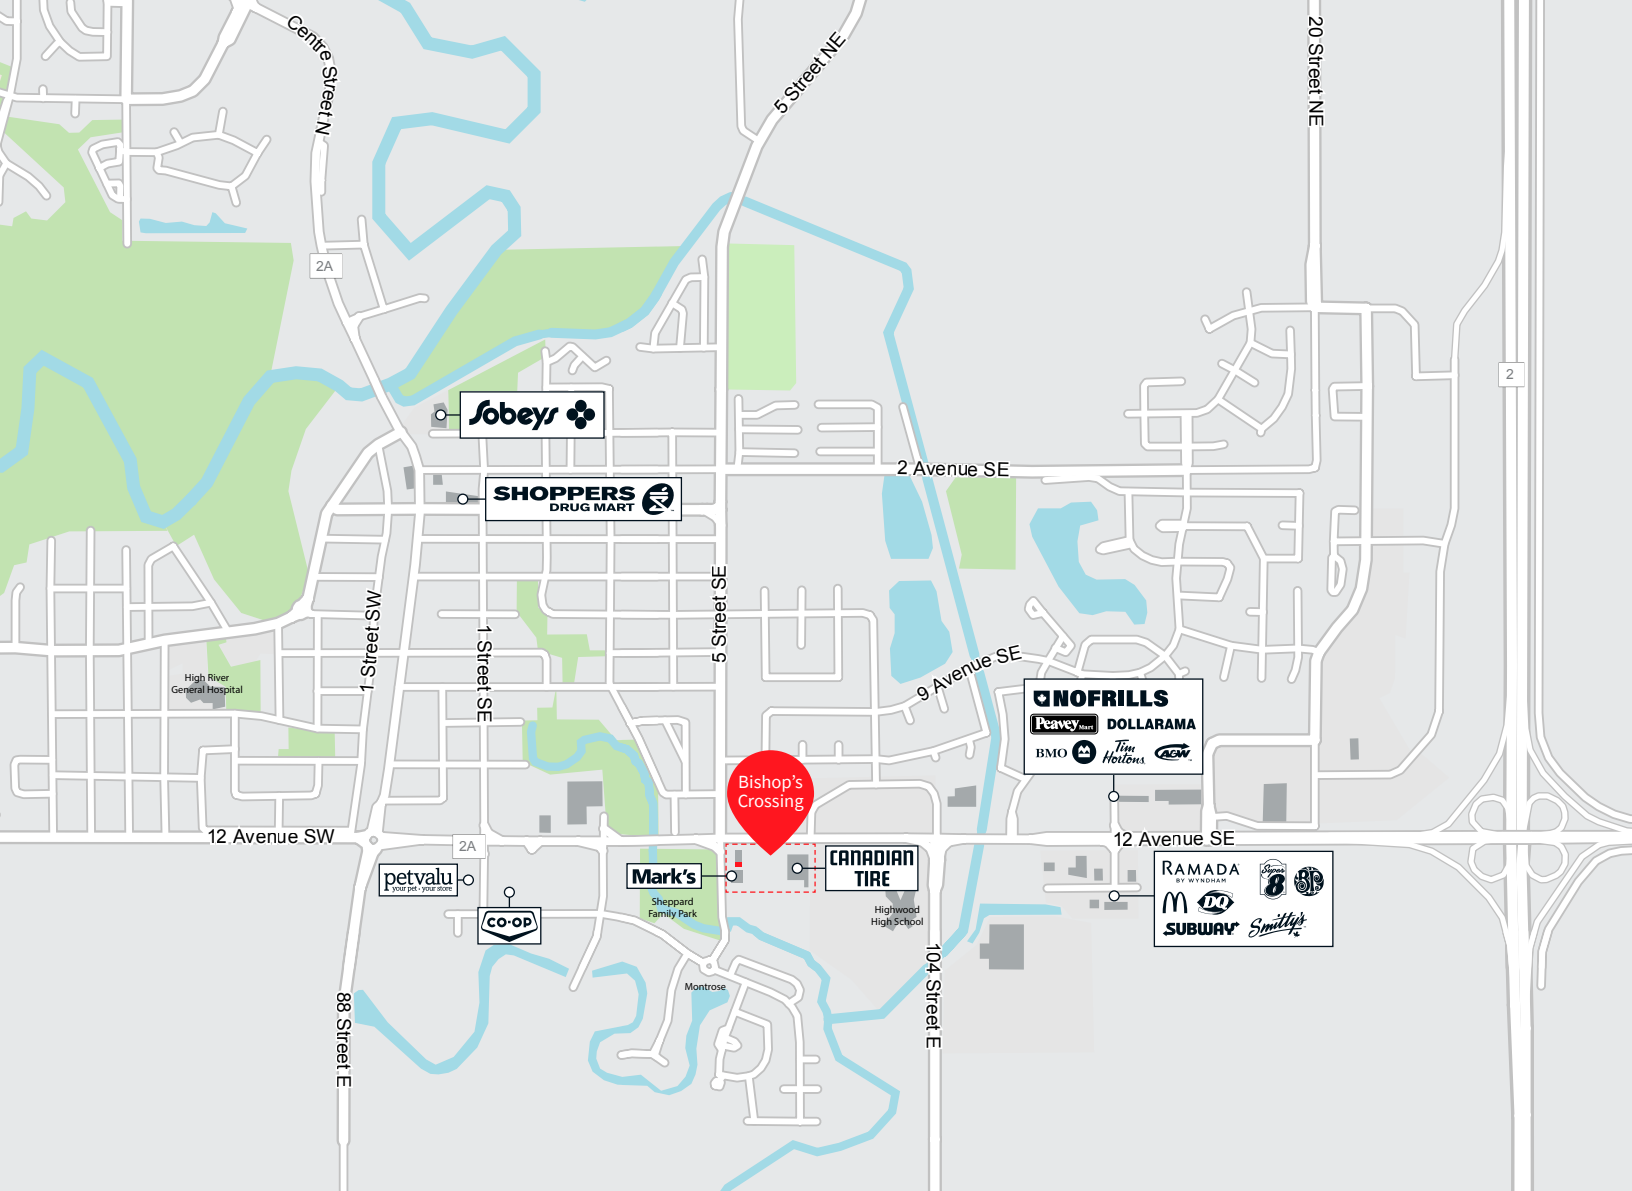 Centre Street N
5 Street NE
20 Street NE
2A
2
Sobeys
2 Avenue SE
SHOPPERS
DRUG MART
5 Street SE
1 Street SW
1 Street SE
9 Avenue SE
High River
General Hospital
NOFRILLS
Peavey Mart
DOLLARAMA
BMO
Tim
Hortons
A&W
Bishop's
Crossing
12 Avenue SW
2A
12 Avenue SE
CANADIAN
TIRE
petvalu
your pet • your store
Mark's
RAMADA
BY WYNDHAM
Super
8
BP
DQ
SUBWAY
Smitty's
Sheppard
Family Park
Highwood
High School
CO-OP
104 Street E
Montrose
88 Street E